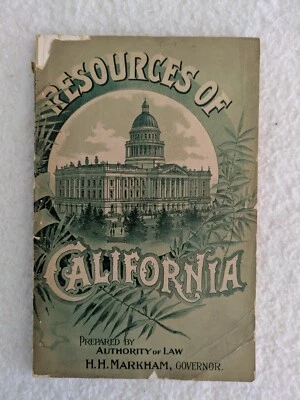 RESOURCES OF
CALIFORNIA
PREPARED BY
AUTHORITY OF LAW
H.H. MARKHAM, GOVERNOR.